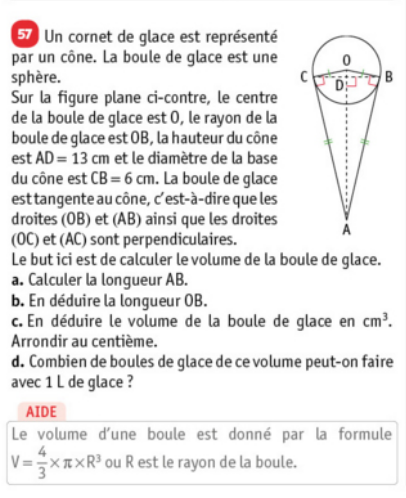 57 Un cornet de glace est représenté
par un cône. La boule de glace est une
sphère.
Sur la figure plane ci-contre, le centre
de la boule de glace est O, le rayon de la
boule de glace est OB, la hauteur du cône
est AD = 13 cm et le diamètre de la base
du cône est CB = 6 cm. La boule de glace
est tangente au cône, c'est-à-dire que les
droites (OB) et (AB) ainsi que les droites
(OC) et (AC) sont perpendiculaires.
O
C
D
B
A
Le but ici est de calculer le volume de la boule de glace.
a. Calculer la longueur AB.
b. En déduire la longueur OB.
c. En déduire le volume de la boule de glace en cm³.
Arrondir au centième.
d. Combien de boules de glace de ce volume peut-on faire
avec 1 L de glace ?
AIDE
Le volume d'une boule est donné par la formule
V = 4/3 × π × R³ ou R est le rayon de la boule.